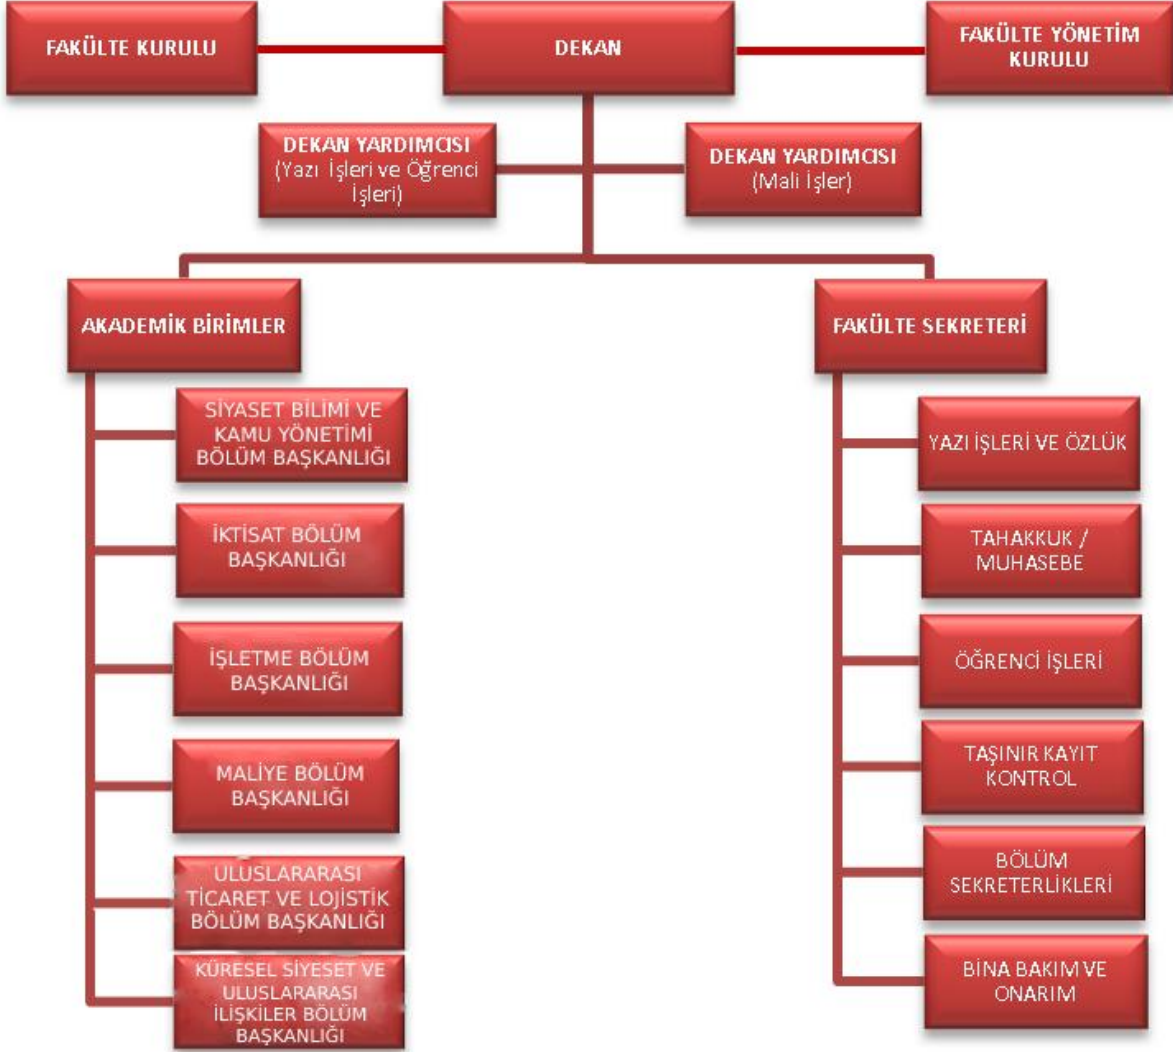 FAKÜLTE KURULU
DEKAN
FAKÜLTE YÖNETİM
KURULU
DEKAN YARDIMCISI
(Yazı İşleri ve Öğrenci
İşleri)
DEKAN YARDIMCISI
(Mali İşler)
AKADEMİK BİRİMLER
SİYASET BİLİMİ VE
KAMU YÖNETİMİ
BÖLÜM BAŞKANLIĞI
İKTİSAT BÖLÜM
BAŞKANLIĞI
İŞLETME BÖLÜM
BAŞKANLIĞI
MALİYE BÖLÜM
BAŞKANLIĞI
ULUSLARARASI
TİCARET VE LOJİSTİK
BÖLÜM BAŞKANLIĞI
KÜRESEL SİYESET VE
ULUSLARARASI
İLİŞKİLER BÖLÜM
BAŞKANLIĞI
FAKÜLTE SEKRETERİ
YAZI İŞLERİ VE ÖZLÜK
TAHAKKUK /
MUHASEBE
ÖĞRENCİ İŞLERİ
TAŞINIR KAYIT
KONTROL
BÖLÜM
SEKRETERLİKLERİ
BİNA BAKIM VE
ONARIM